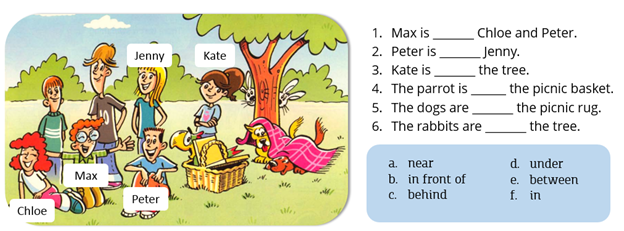 Jenny
Kate
Max
Peter
Chloe
1. Max is ______ Chloe and Peter.
2. Peter is ______ Jenny.
3. Kate is ______ the tree.
4. The parrot is _____ the picnic basket.
5. The dogs are ______ the picnic rug.
6. The rabbits are ______ the tree.
a. near
b. in front of
c. behind
d. under
e. between
f. in